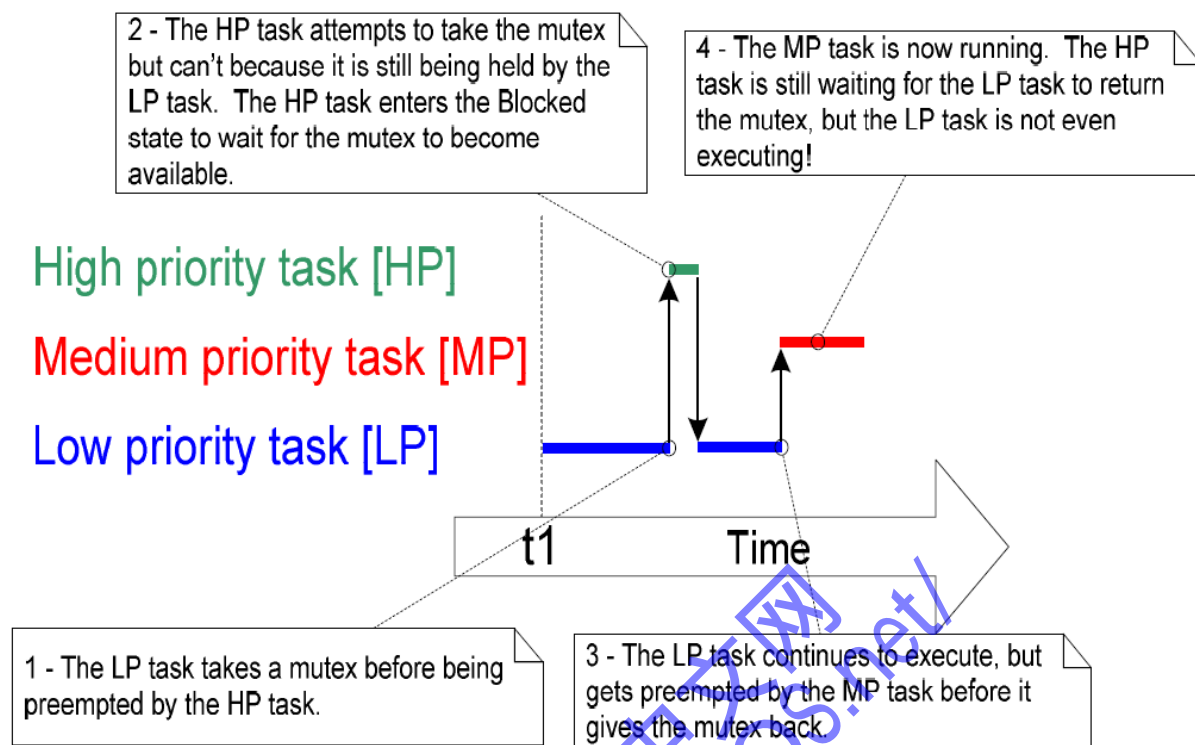 2 - The HP task attempts to take the mutex
but can't because it is still being held by the
LP task. The HP task enters the Blocked
state to wait for the mutex to become
available.
4 - The MP task is now running. The HP
task is still waiting for the LP task to return
the mutex, but the LP task is not even
executing!
High priority task [HP]
Medium priority task [MP]
Low priority task [LP]
t1
Time
1 - The LP task takes a mutex before being
preempted by the HP task.
3 - The LP task continues to execute, but
gets preempted by the MP task before it
gives the mutex back.
中文网
os.net/